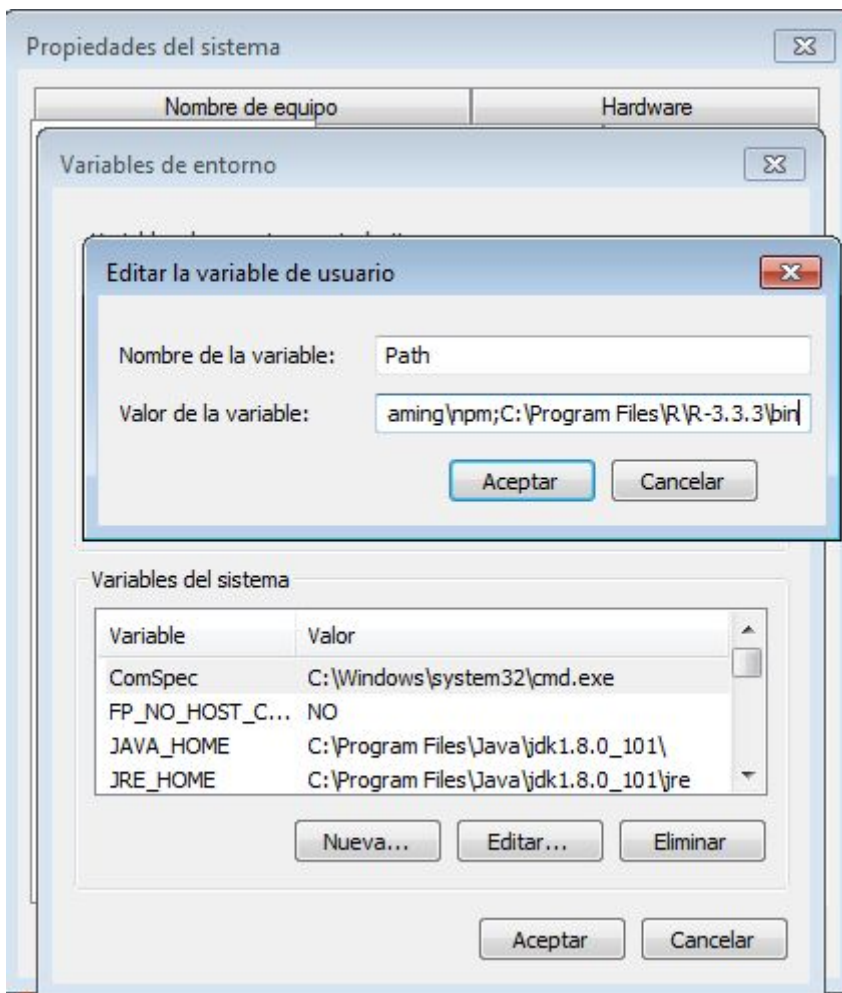 Propiedades del sistema
Nombre de equipo Hardware
Variables de entorno
Editar la variable de usuario
Nombre de la variable: Path
Valor de la variable: aming\npm;C:\Program Files\R\R-3.3.3\bin
Aceptar Cancelar
Variables del sistema
Variable Valor
ComSpec C:\Windows\system32\cmd.exe
FP_NO_HOST_C... NO
JAVA_HOME C:\Program Files\Java\jdk1.8.0_101\
JRE_HOME C:\Program Files\Java\jdk1.8.0_101\jre
Nueva... Editar... Eliminar
Aceptar Cancelar